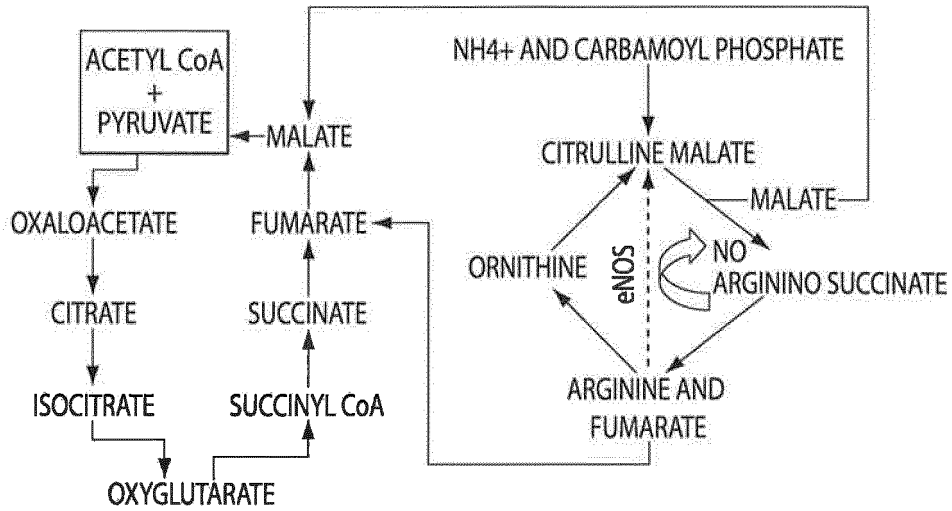 ACETYL CoA
+
PYRUVATE
MALATE
NH4+ AND CARBAMOYL PHOSPHATE
CITRULLINE MALATE
MALATE
OXALOACETATE
FUMARATE
ORNITHINE
eNOS
NO
ARGININO SUCCINATE
CITRATE
SUCCINATE
ISOCITRATE
SUCCINYL CoA
ARGININE AND
FUMARATE
OXYGLUTARATE